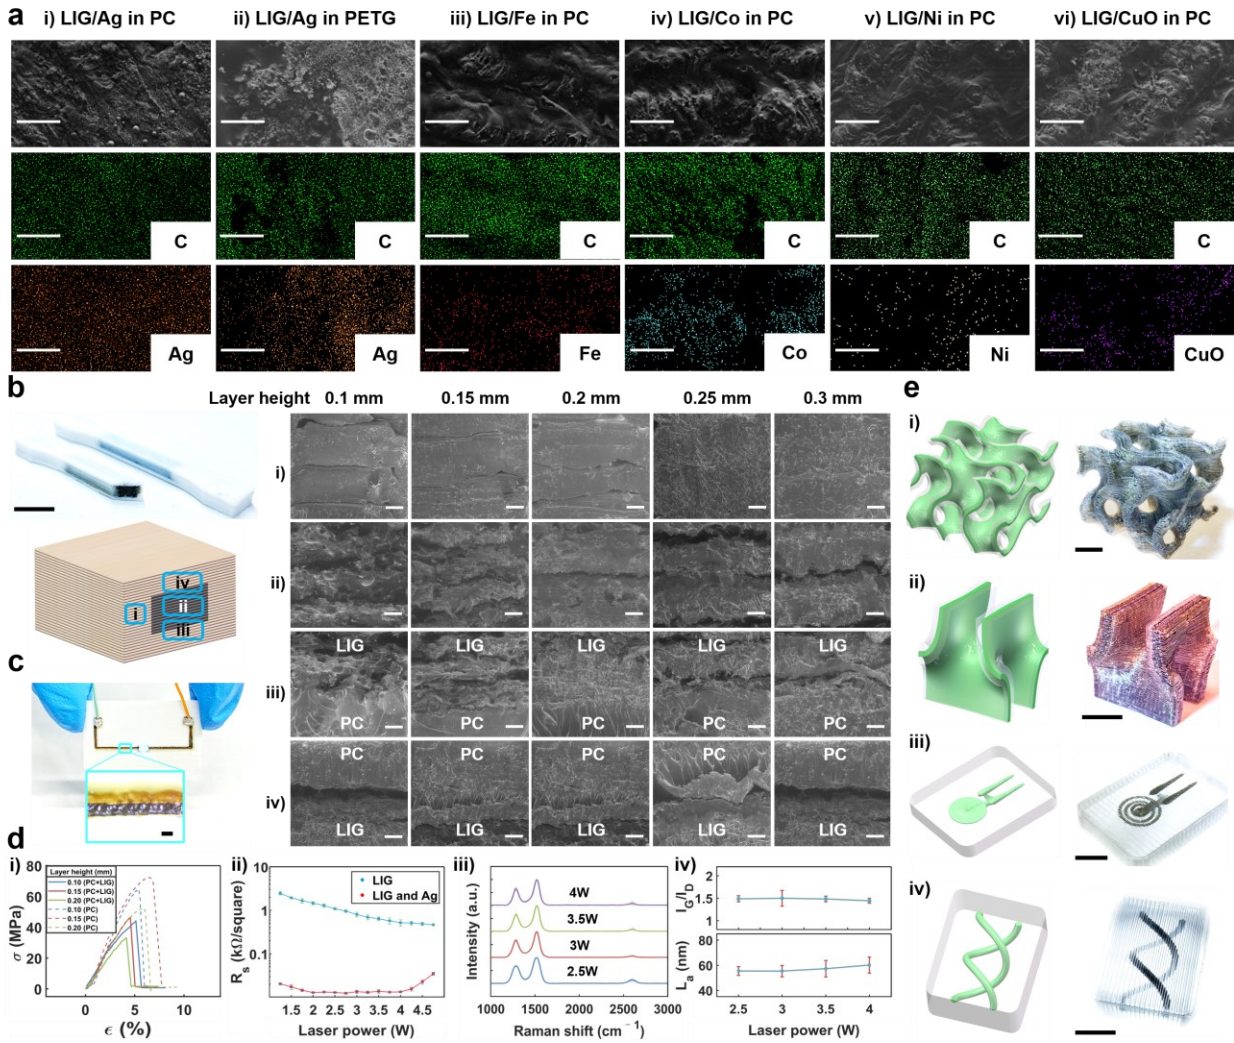 a
i) LIG/Ag in PC
ii) LIG/Ag in PETG
iii) LIG/Fe in PC
iv) LIG/Co in PC
v) LIG/Ni in PC
vi) LIG/CuO in PC
C
C
C
C
C
C
Ag
Ag
Fe
Co
Ni
CuO
b
Layer height
0.1 mm
0.15 mm
0.2 mm
0.25 mm
0.3 mm
i)
ii)
iii)
LIG
LIG
LIG
LIG
LIG
PC
PC
PC
PC
PC
iv)
PC
PC
PC
PC
PC
LIG
LIG
LIG
LIG
LIG
iv
i
ii
iii
c
d
i)
80
60
40
20
0
σ (MPa)
Layer height (mm)
0.10 (PC+LIG)
0.15 (PC+LIG)
0.20 (PC+LIG)
0.10 (PC)
0.15 (PC)
0.20 (PC)
0
5
10
ϵ (%)
ii)
10
1
0.1
R_s (kΩ/square)
LIG
LIG and Ag
1.5 2 2.5 3 3.5 4 4.5
Laser power (W)
iii)
Intensity (a.u.)
4W
3.5W
3W
2.5W
1000 1500 2000 2500 3000
Raman shift (cm⁻¹)
iv)
2
1.5
1
I_G/I_D
80
60
40
L_a (nm)
2.5 3 3.5 4
Laser power (W)
e
i)
ii)
iii)
iv)